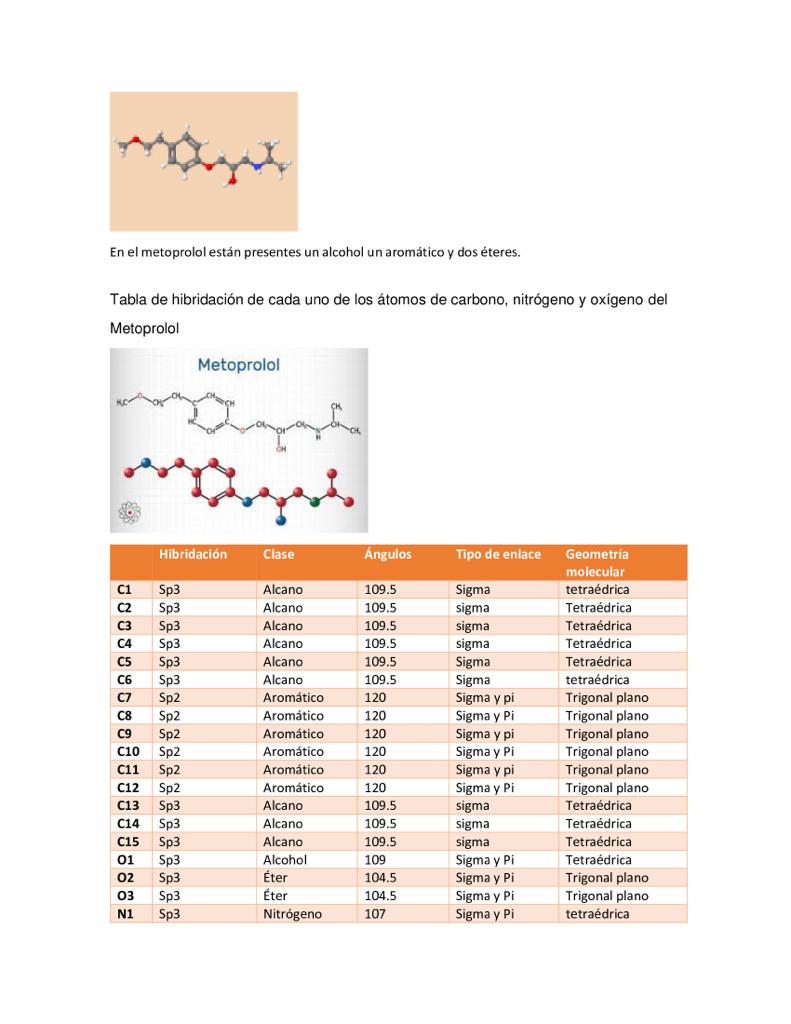 En el metoprolol están presentes un alcohol un aromático y dos éteres.
Tabla de hibridación de cada uno de los átomos de carbono, nitrógeno y oxígeno del
Metoprolol
Metoprolol
H₃C O CH₂ CH₂ CH CH HC CH O CH₂ CH CH₂ N H CH CH₃ CH₃
OH
Hibridación Clase Ángulos Tipo de enlace Geometría
molecular
C1 Sp3 Alcano 109.5 Sigma tetraédrica
C2 Sp3 Alcano 109.5 sigma Tetraédrica
C3 Sp3 Alcano 109.5 sigma Tetraédrica
C4 Sp3 Alcano 109.5 sigma Tetraédrica
C5 Sp3 Alcano 109.5 Sigma Tetraédrica
C6 Sp3 Alcano 109.5 Sigma tetraédrica
C7 Sp2 Aromático 120 Sigma y pi Trigonal plano
C8 Sp2 Aromático 120 Sigma y Pi Trigonal plano
C9 Sp2 Aromático 120 Sigma y pi Trigonal plano
C10 Sp2 Aromático 120 Sigma y Pi Trigonal plano
C11 Sp2 Aromático 120 Sigma y pi Trigonal plano
C12 Sp2 Aromático 120 Sigma y Pi Trigonal plano
C13 Sp3 Alcano 109.5 sigma Tetraédrica
C14 Sp3 Alcano 109.5 sigma Tetraédrica
C15 Sp3 Alcano 109.5 sigma Tetraédrica
O1 Sp3 Alcohol 109 Sigma y Pi Tetraédrica
O2 Sp3 Éter 104.5 Sigma y Pi Trigonal plano
O3 Sp3 Éter 104.5 Sigma y Pi Trigonal plano
N1 Sp3 Nitrógeno 107 Sigma y Pi tetraédrica